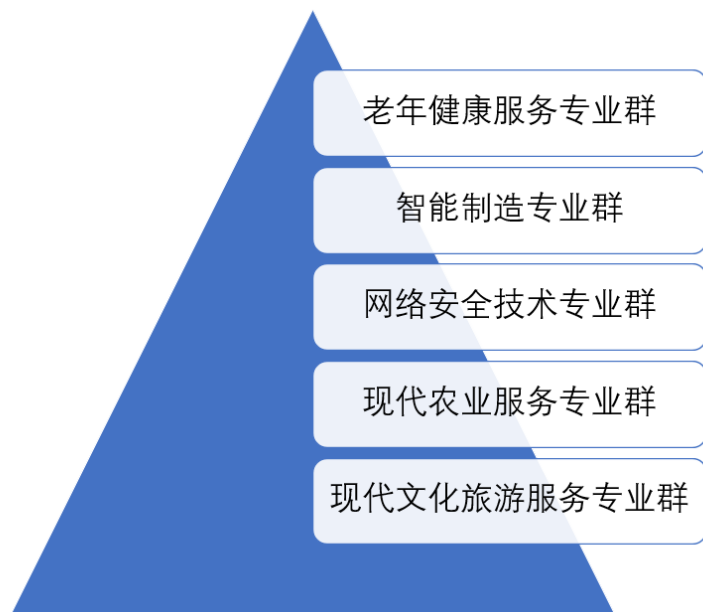 老年健康服务专业群
智能制造专业群
网络安全技术专业群
现代农业服务专业群
现代文化旅游服务专业群